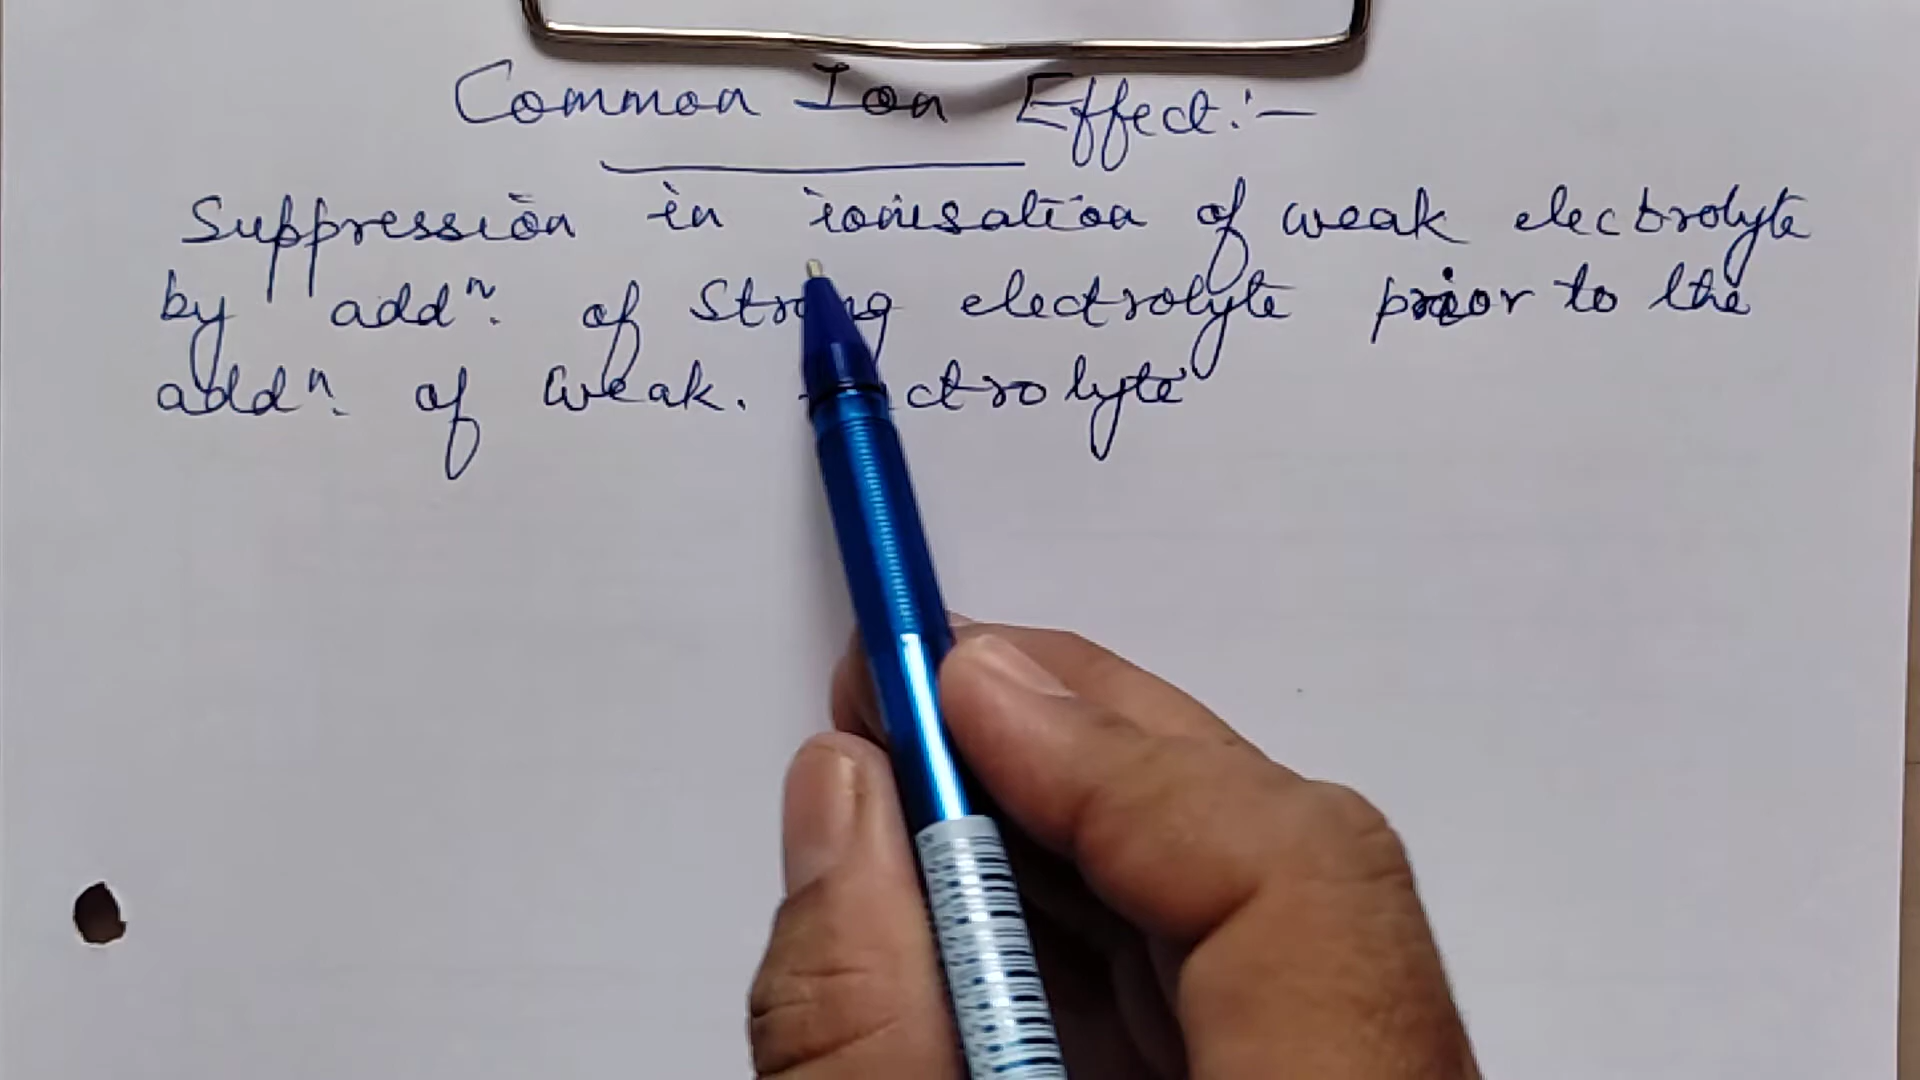 Common Ion Effect:-
Suppression in ionisation of weak electrolyte
by addn. of Strong electrolyte prior to the
addn. of weak. ctrolyte